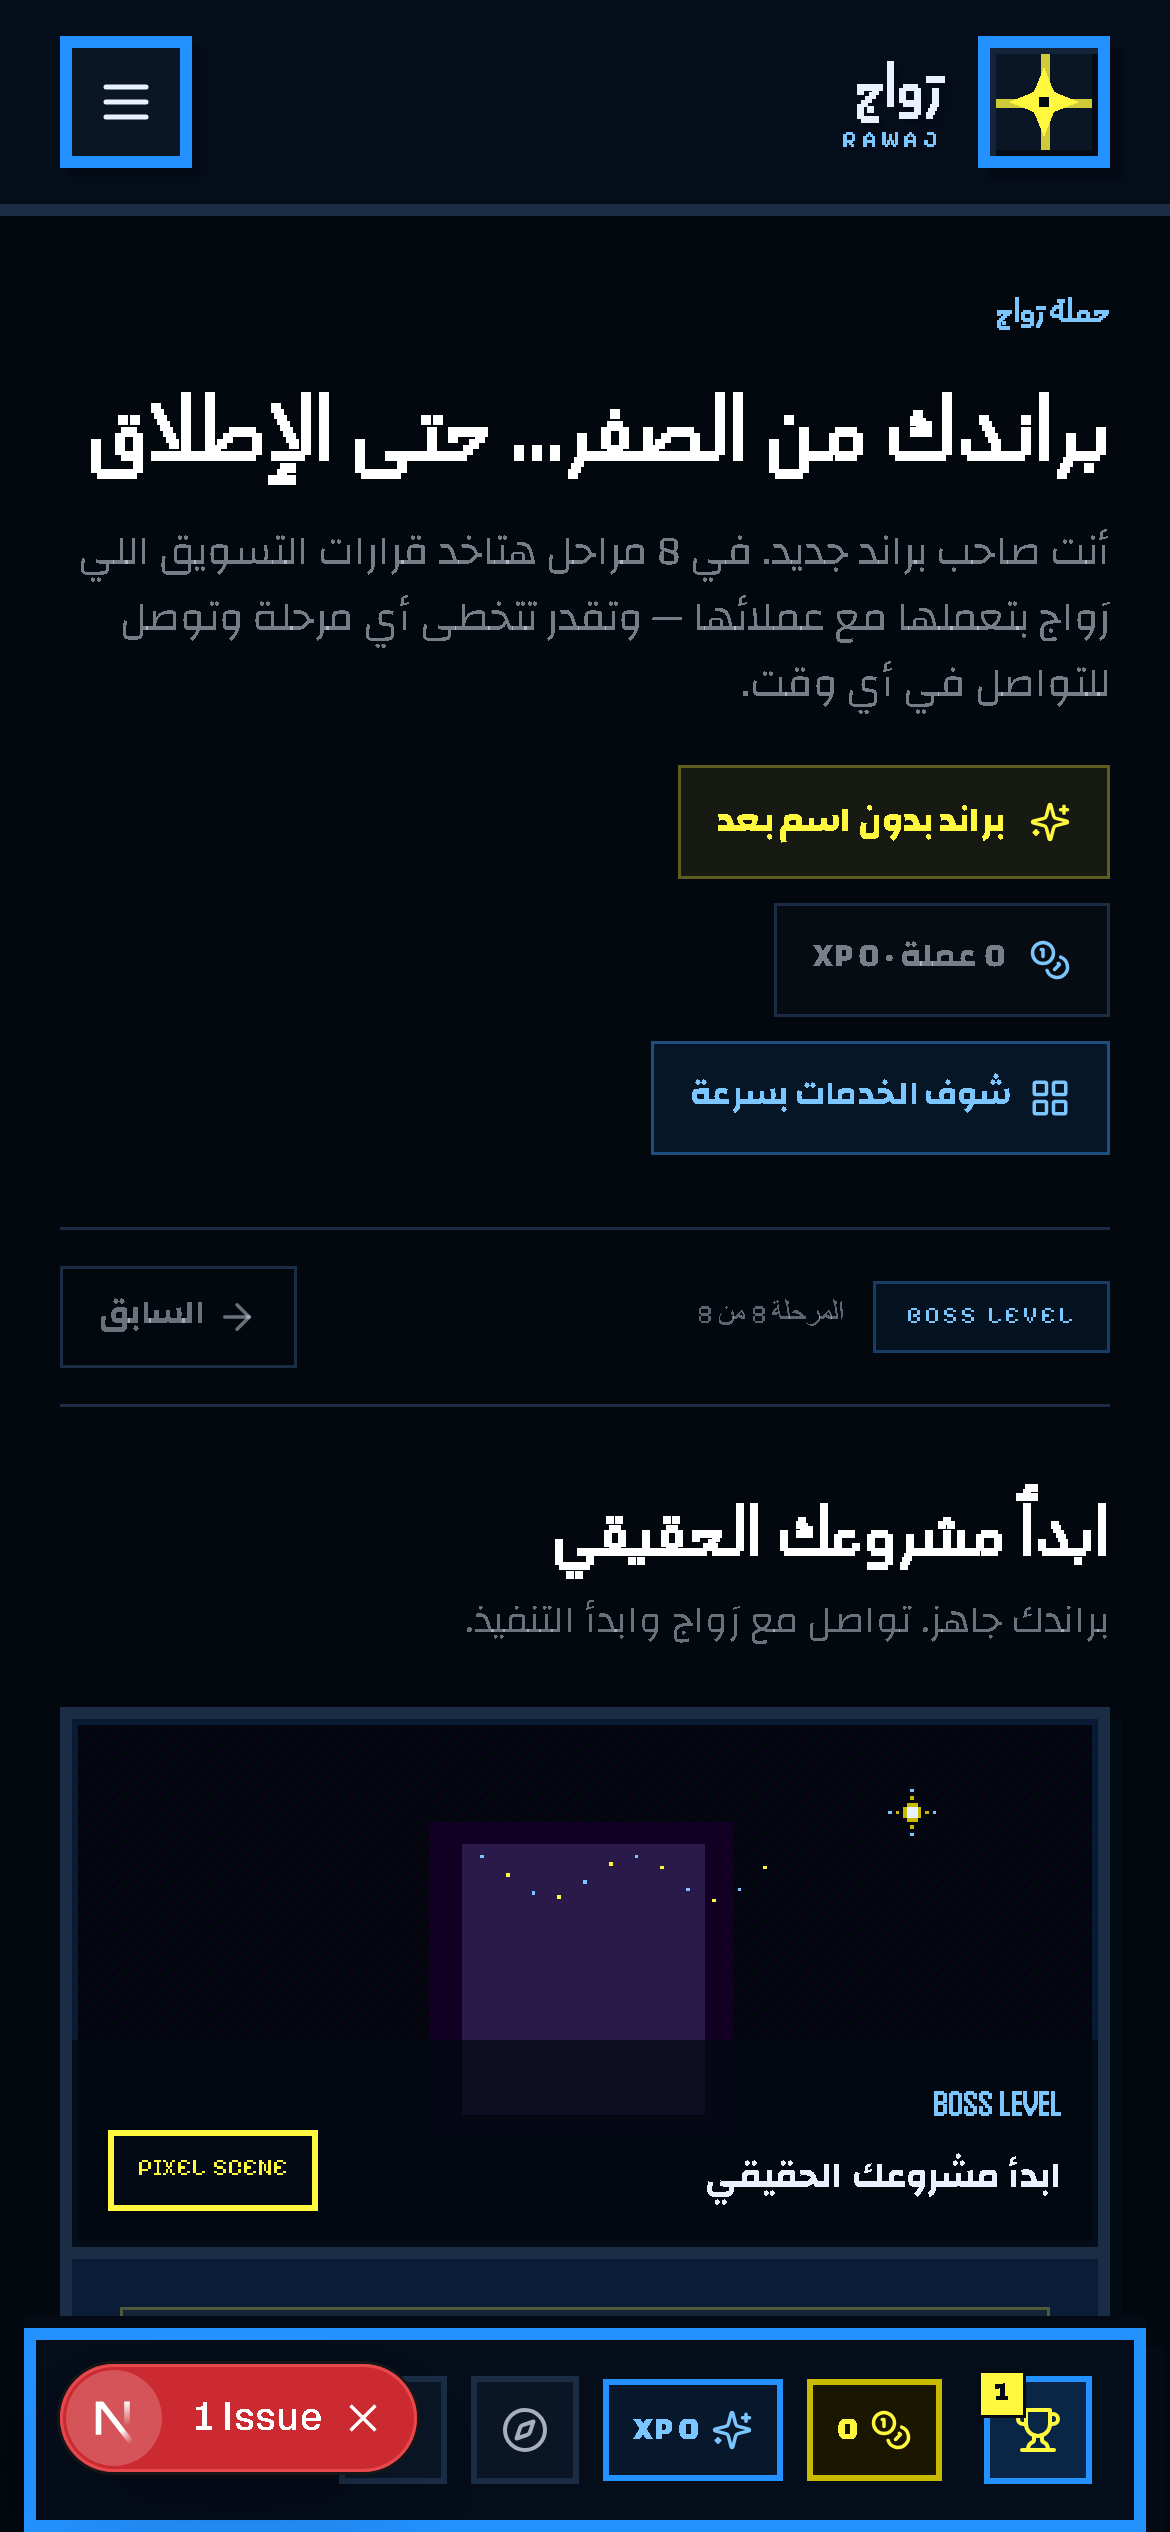 رَواج
RAWAJ
حملة رَواج
براندك من الصفر... حتى الإطلاق
أنت صاحب براند جديد. في 8 مراحل هتاخد قرارات التسويق اللي
رَواج بتعملها مع عملائها — وتقدر تتخطى أي مرحلة وتوصل
للتواصل في أي وقت.
براند بدون اسم بعد
0 عملة · XP 0
شوف الخدمات بسرعة
BOSS LEVEL
المرحلة 8 من 8
السابق
ابدأ مشروعك الحقيقي
براندك جاهز. تواصل مع رَواج وابدأ التنفيذ.
BOSS LEVEL
ابدأ مشروعك الحقيقي
PIXEL SCENE
1
0
XP 0
N
1 Issue